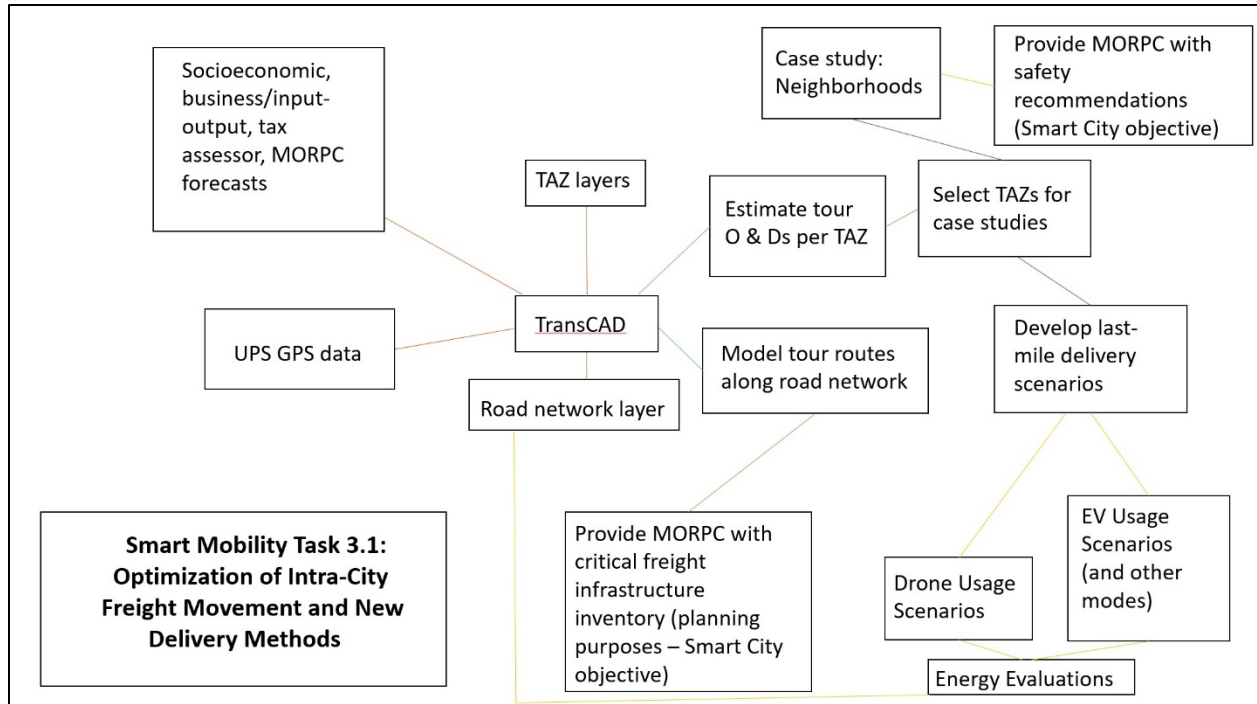 Socioeconomic,
business/input-
output, tax
assessor, MORPC
forecasts
TAZ layers
Case study:
Neighborhoods
Provide MORPC with
safety
recommendations
(Smart City objective)
Estimate tour
O & Ds per TAZ
Select TAZs for
case studies
UPS GPS data
TransCAD
Road network layer
Model tour routes
along road network
Develop last-
mile delivery
scenarios
Smart Mobility Task 3.1:
Optimization of Intra-City
Freight Movement and New
Delivery Methods
Provide MORPC with
critical freight
infrastructure
inventory (planning
purposes – Smart City
objective)
Drone Usage
Scenarios
EV Usage
Scenarios
(and other
modes)
Energy Evaluations